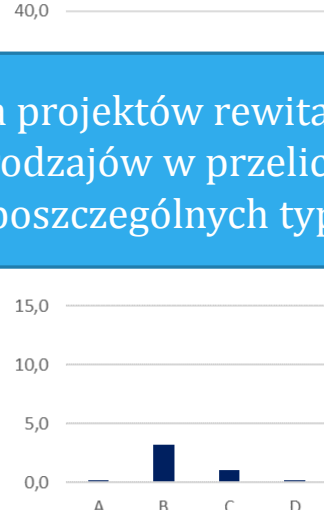 40,0
projektów rewita
odzajów w przelic
poszczególnych typ
15,0
10,0
5,0
0,0
A B C D